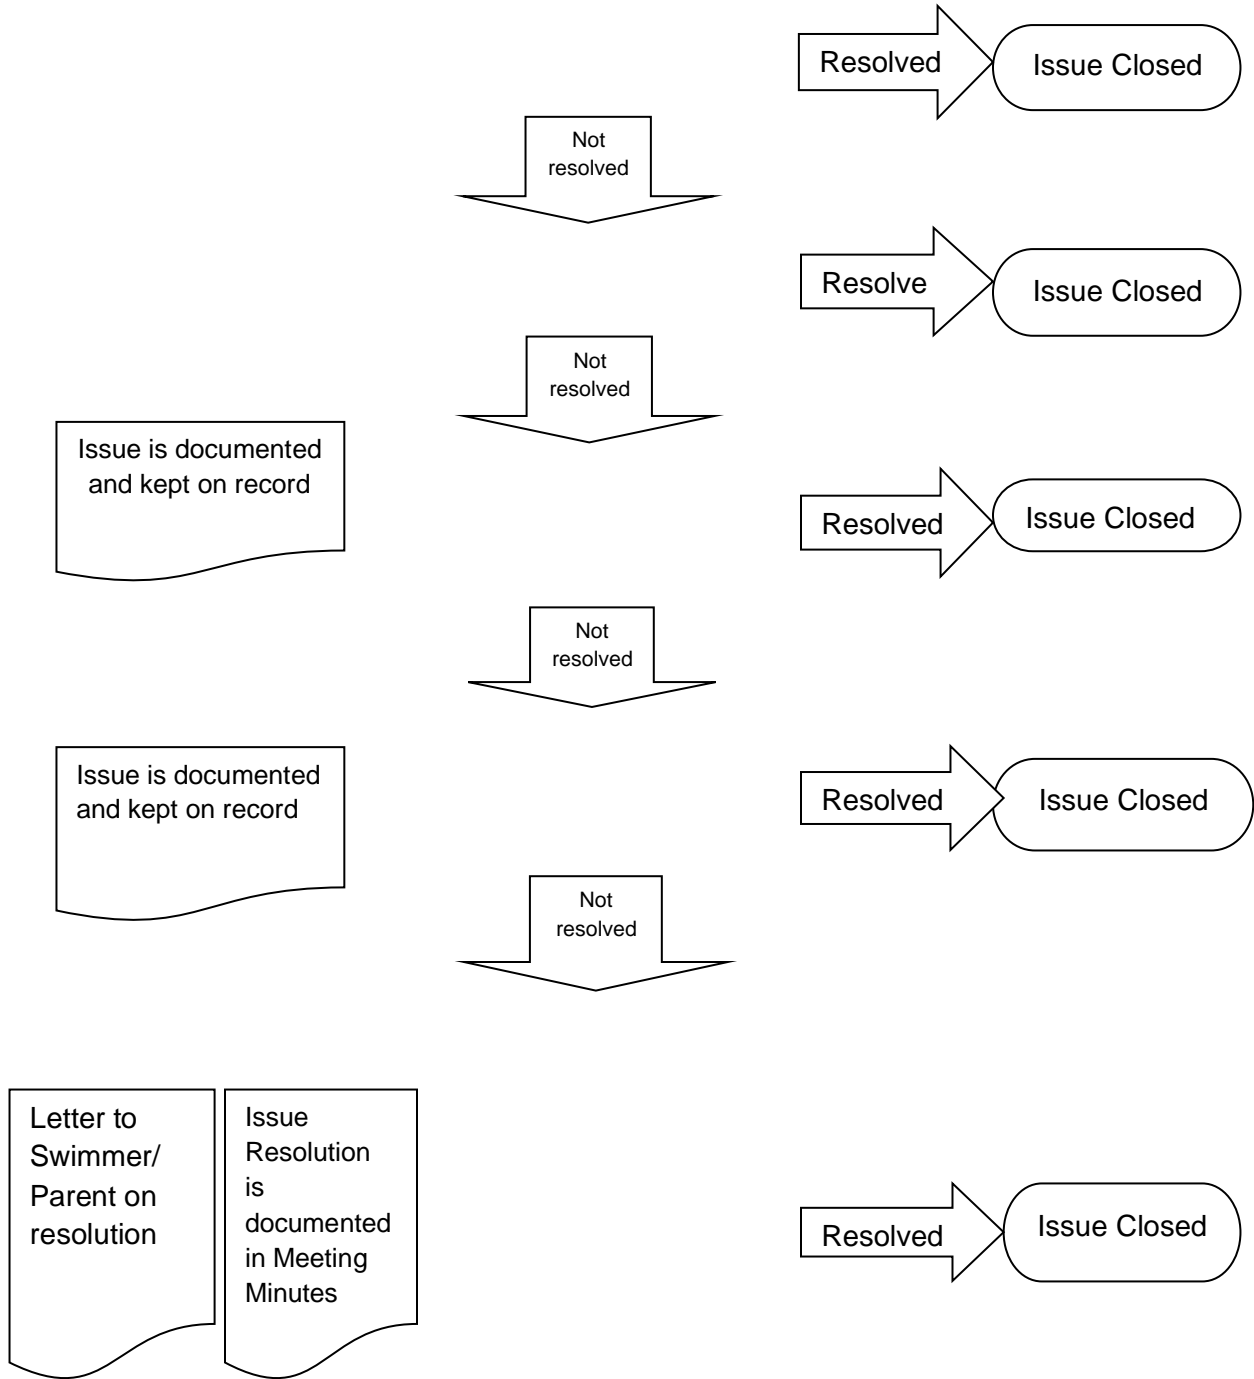 Resolved
Issue Closed
Not
resolved
Resolve
Issue Closed
Not
resolved
Issue is documented
and kept on record
Resolved
Issue Closed
Not
resolved
Issue is documented
and kept on record
Resolved
Issue Closed
Not
resolved
Letter to
Swimmer/
Parent on
resolution
Issue
Resolution
is
documented
in Meeting
Minutes
Resolved
Issue Closed